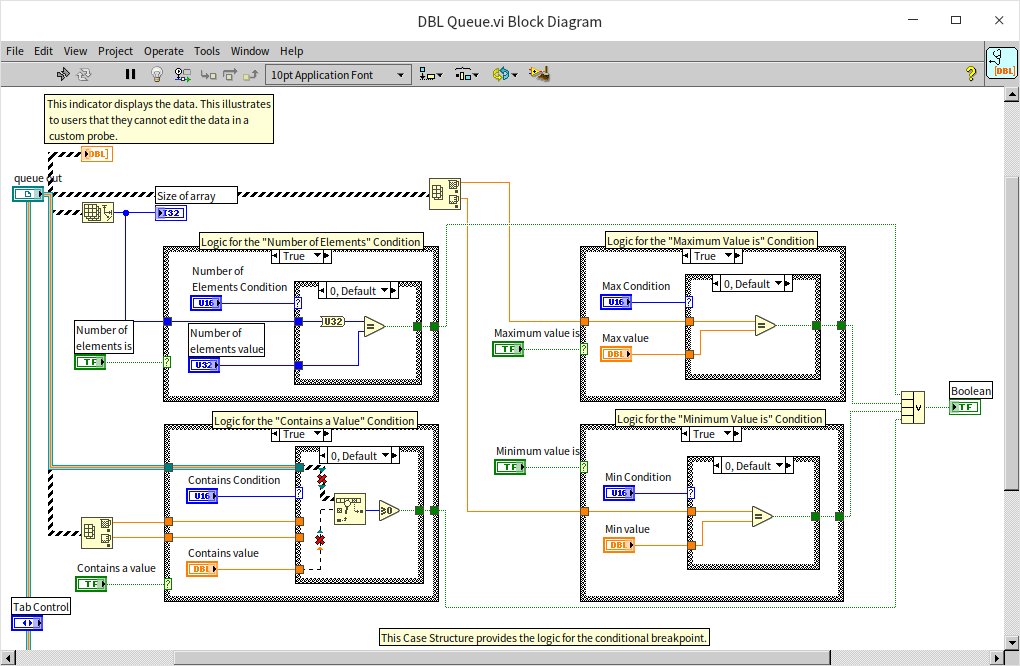 DBL Queue.vi Block Diagram
File Edit View Project Operate Tools Window Help
10pt Application Font
?
DBL]
This indicator displays the data. This illustrates
to users that they cannot edit the data in a
custom probe.
DBL]
queue out
Size of array
I32
Logic for the "Number of Elements" Condition
True
Number of
Elements Condition
U16
0, Default
?
U32
=
Number of
elements is
TF
Number of
elements value
U32
?
Logic for the "Maximum Value is" Condition
True
Max Condition
U16
0, Default
?
=
Maximum value is
TF
?
Max value
DBL
Boolean
TF
V
Logic for the "Contains a Value" Condition
True
0, Default
Contains Condition
U16
?
>0
Contains value
DBL
Contains a value
TF
?
Logic for the "Minimum Value is" Condition
True
Minimum value is
TF
?
0, Default
Min Condition
U16
?
=
Min value
DBL
Tab Control
This Case Structure provides the logic for the conditional breakpoint.